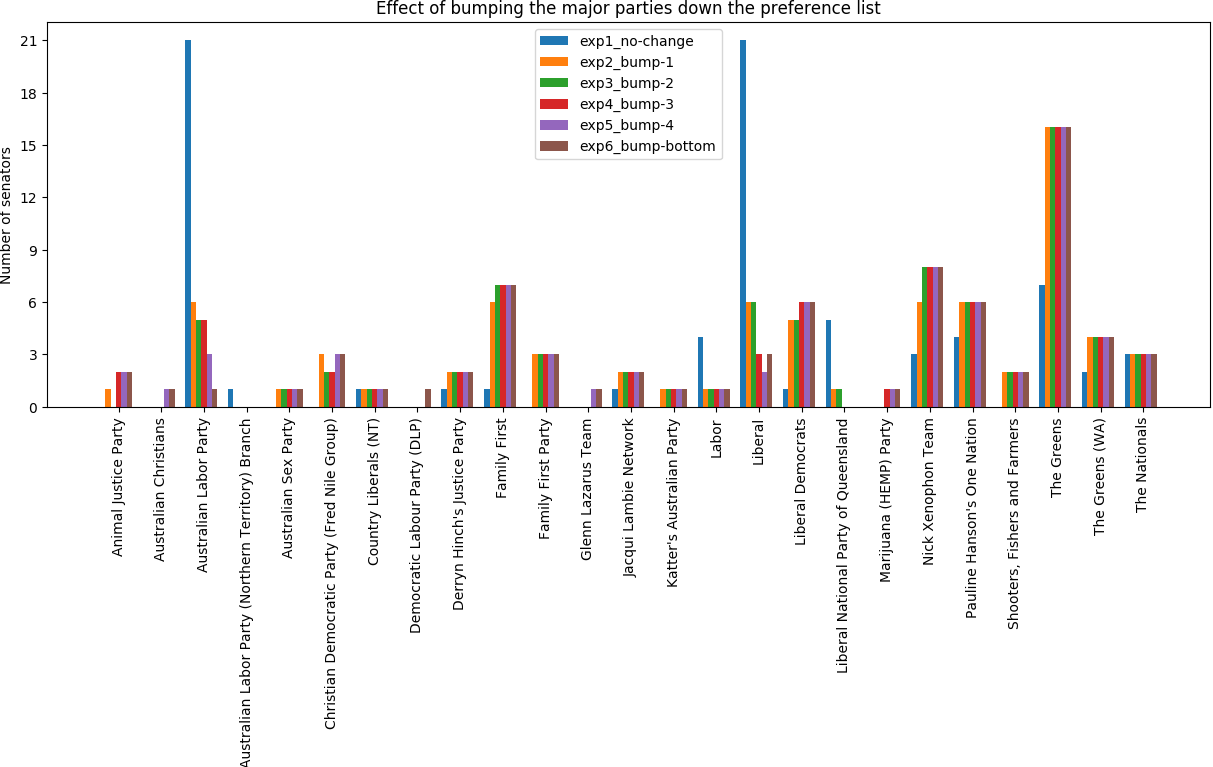 Effect of bumping the major parties down the preference list
exp1_no-change
exp2_bump-1
exp3_bump-2
exp4_bump-3
exp5_bump-4
exp6_bump-bottom
Number of senators
21
18
15
12
9
6
3
0
Animal Justice Party
Australian Christians
Australian Labor Party
Australian Labor Party (Northern Territory) Branch
Australian Sex Party
Christian Democratic Party (Fred Nile Group)
Country Liberals (NT)
Democratic Labour Party (DLP)
Derryn Hinch's Justice Party
Family First
Family First Party
Glenn Lazarus Team
Jacqui Lambie Network
Katter's Australian Party
Labor
Liberal
Liberal Democrats
Liberal National Party of Queensland
Marijuana (HEMP) Party
Nick Xenophon Team
Pauline Hanson's One Nation
Shooters, Fishers and Farmers
The Greens
The Greens (WA)
The Nationals